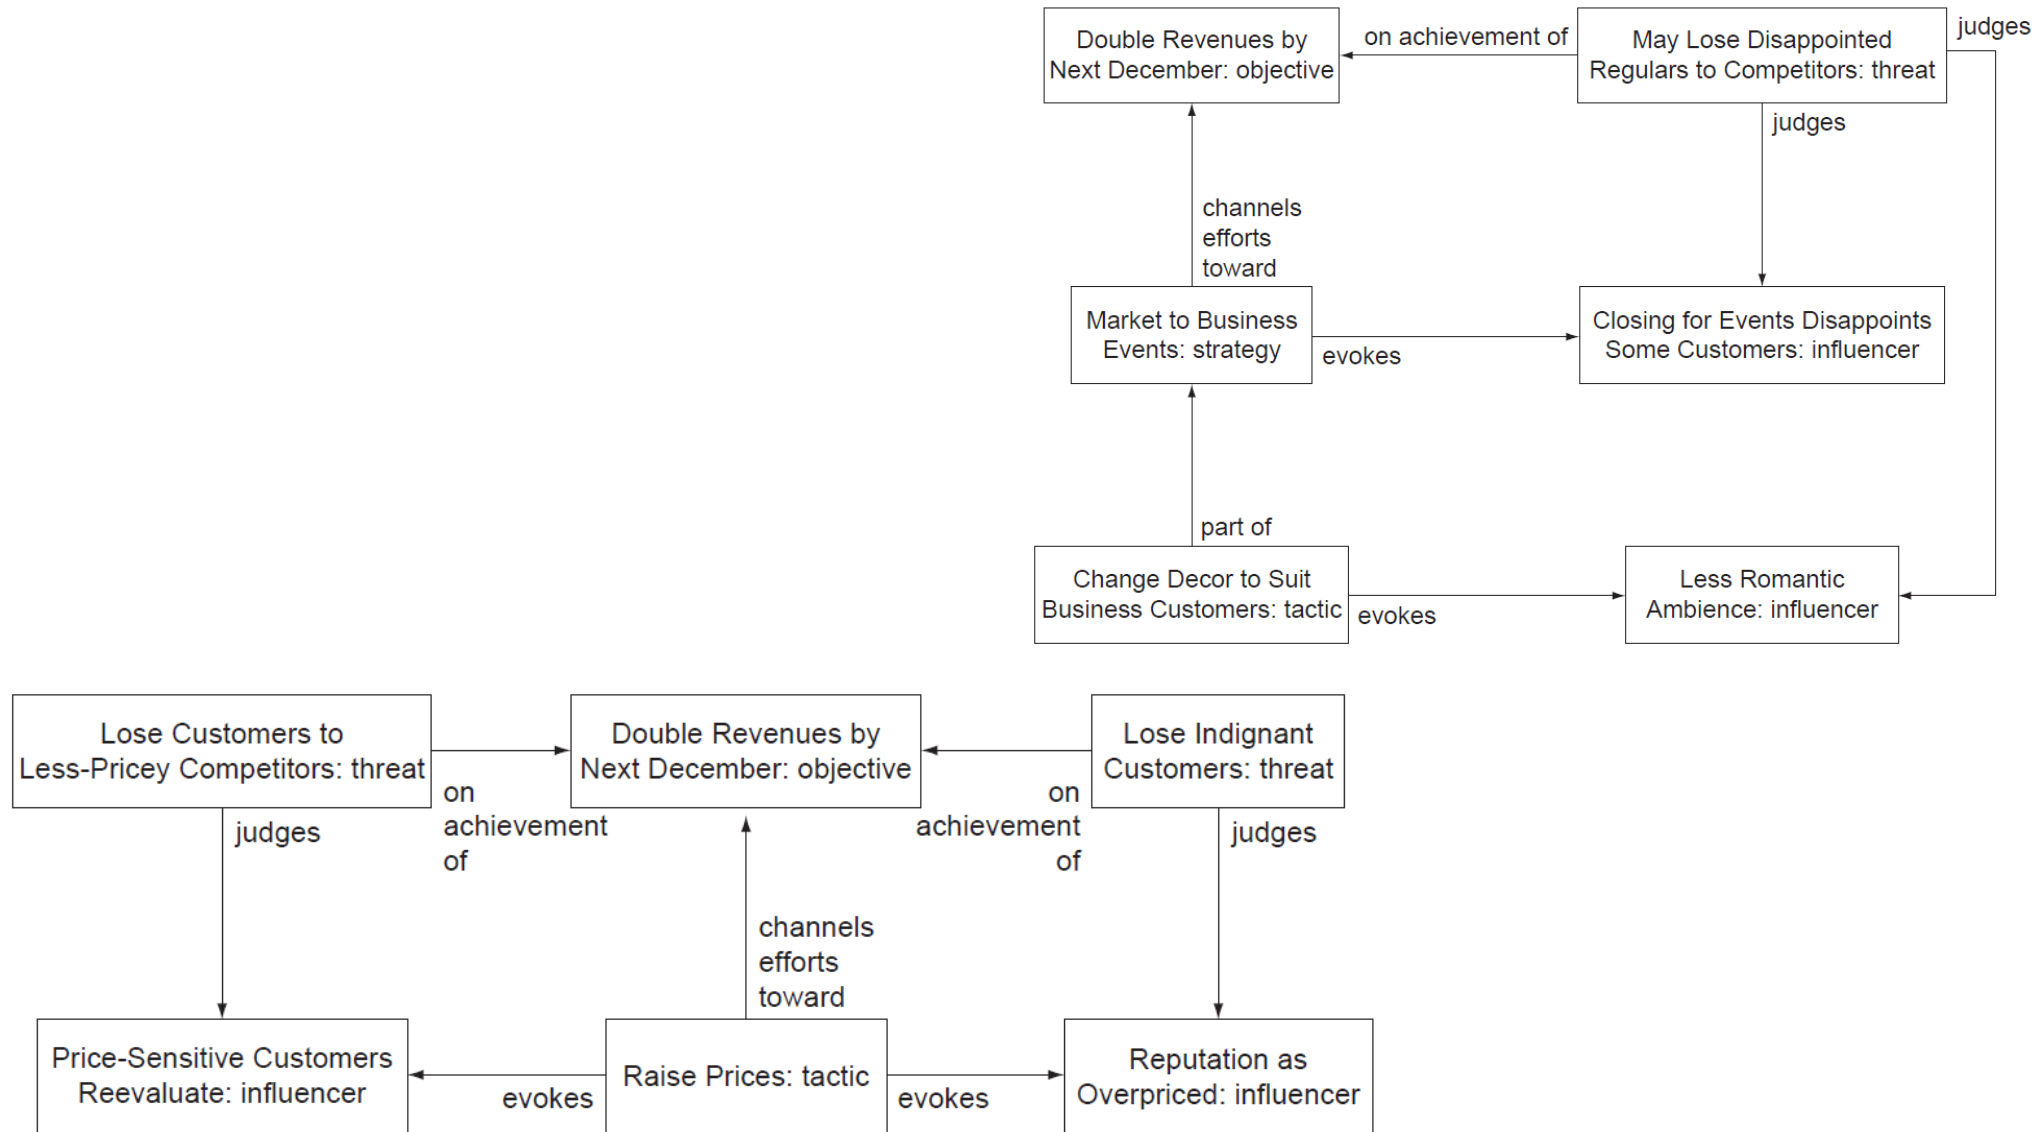 Double Revenues by
Next December: objective
on achievement of
May Lose Disappointed
Regulars to Competitors: threat
judges
judges
channels
efforts
toward
Market to Business
Events: strategy
evokes
Closing for Events Disappoints
Some Customers: influencer
part of
Change Decor to Suit
Business Customers: tactic
evokes
Less Romantic
Ambience: influencer
Lose Customers to
Less-Pricey Competitors: threat
on
achievement
of
Double Revenues by
Next December: objective
on
achievement
of
Lose Indignant
Customers: threat
judges
judges
channels
efforts
toward
Price-Sensitive Customers
Reevaluate: influencer
evokes
Raise Prices: tactic
evokes
Reputation as
Overpriced: influencer